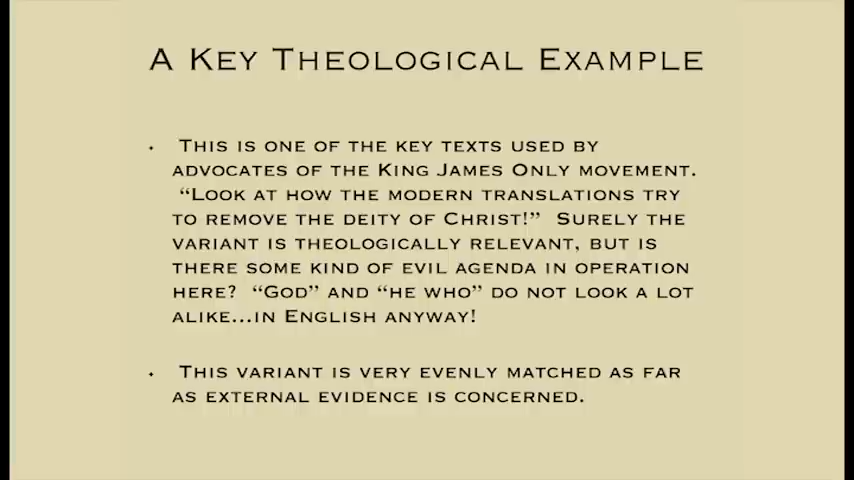 A Key Theological Example
• This is one of the key texts used by
advocates of the King James Only movement.
“Look at how the modern translations try
to remove the deity of Christ!” Surely the
variant is theologically relevant, but is
there some kind of evil agenda in operation
here? “God” and “he who” do not look a lot
alike...in English anyway!
• This variant is very evenly matched as far
as external evidence is concerned.